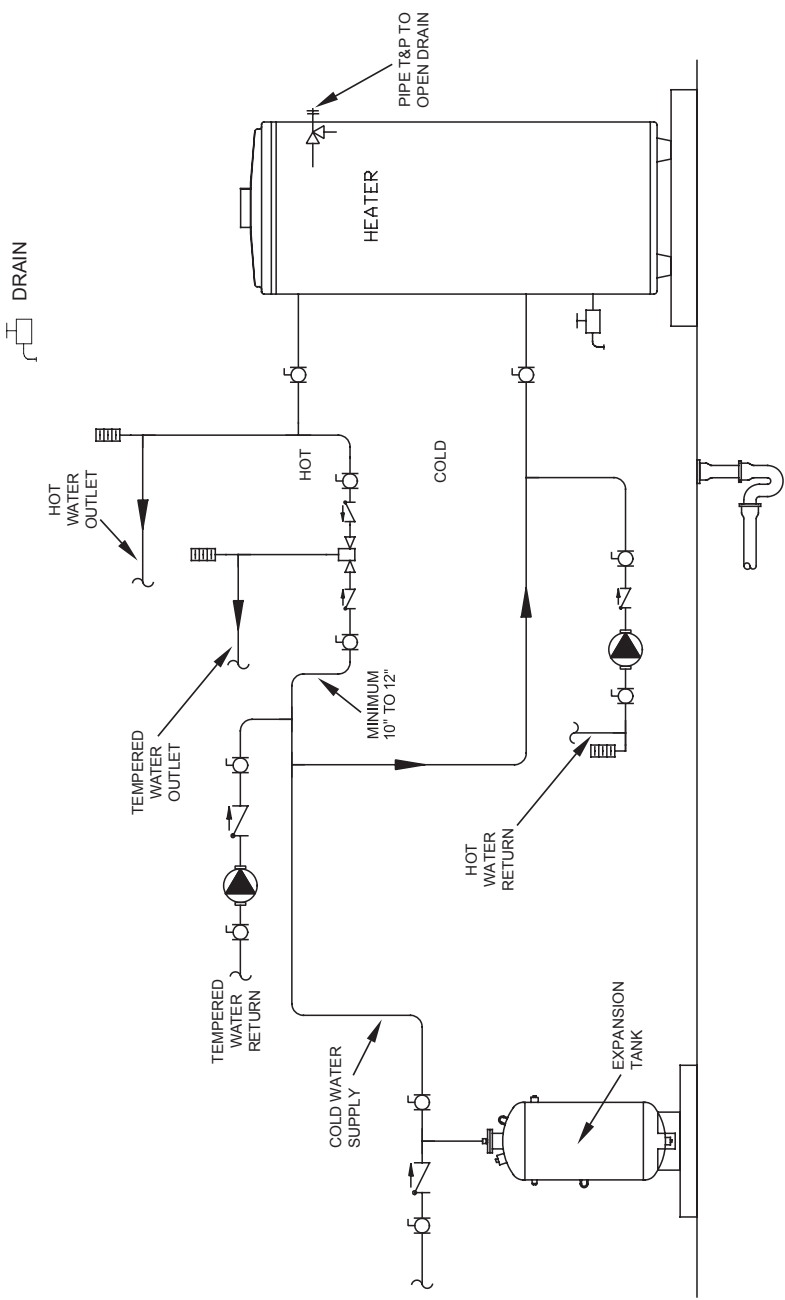 DRAIN
PIPE T&P TO
OPEN DRAIN
HEATER
HOT
WATER
OUTLET
HOT
COLD
TEMPERED
WATER
OUTLET
MINIMUM
10" TO 12"
HOT
WATER
RETURN
TEMPERED
WATER
RETURN
COLD WATER
SUPPLY
EXPANSION
TANK